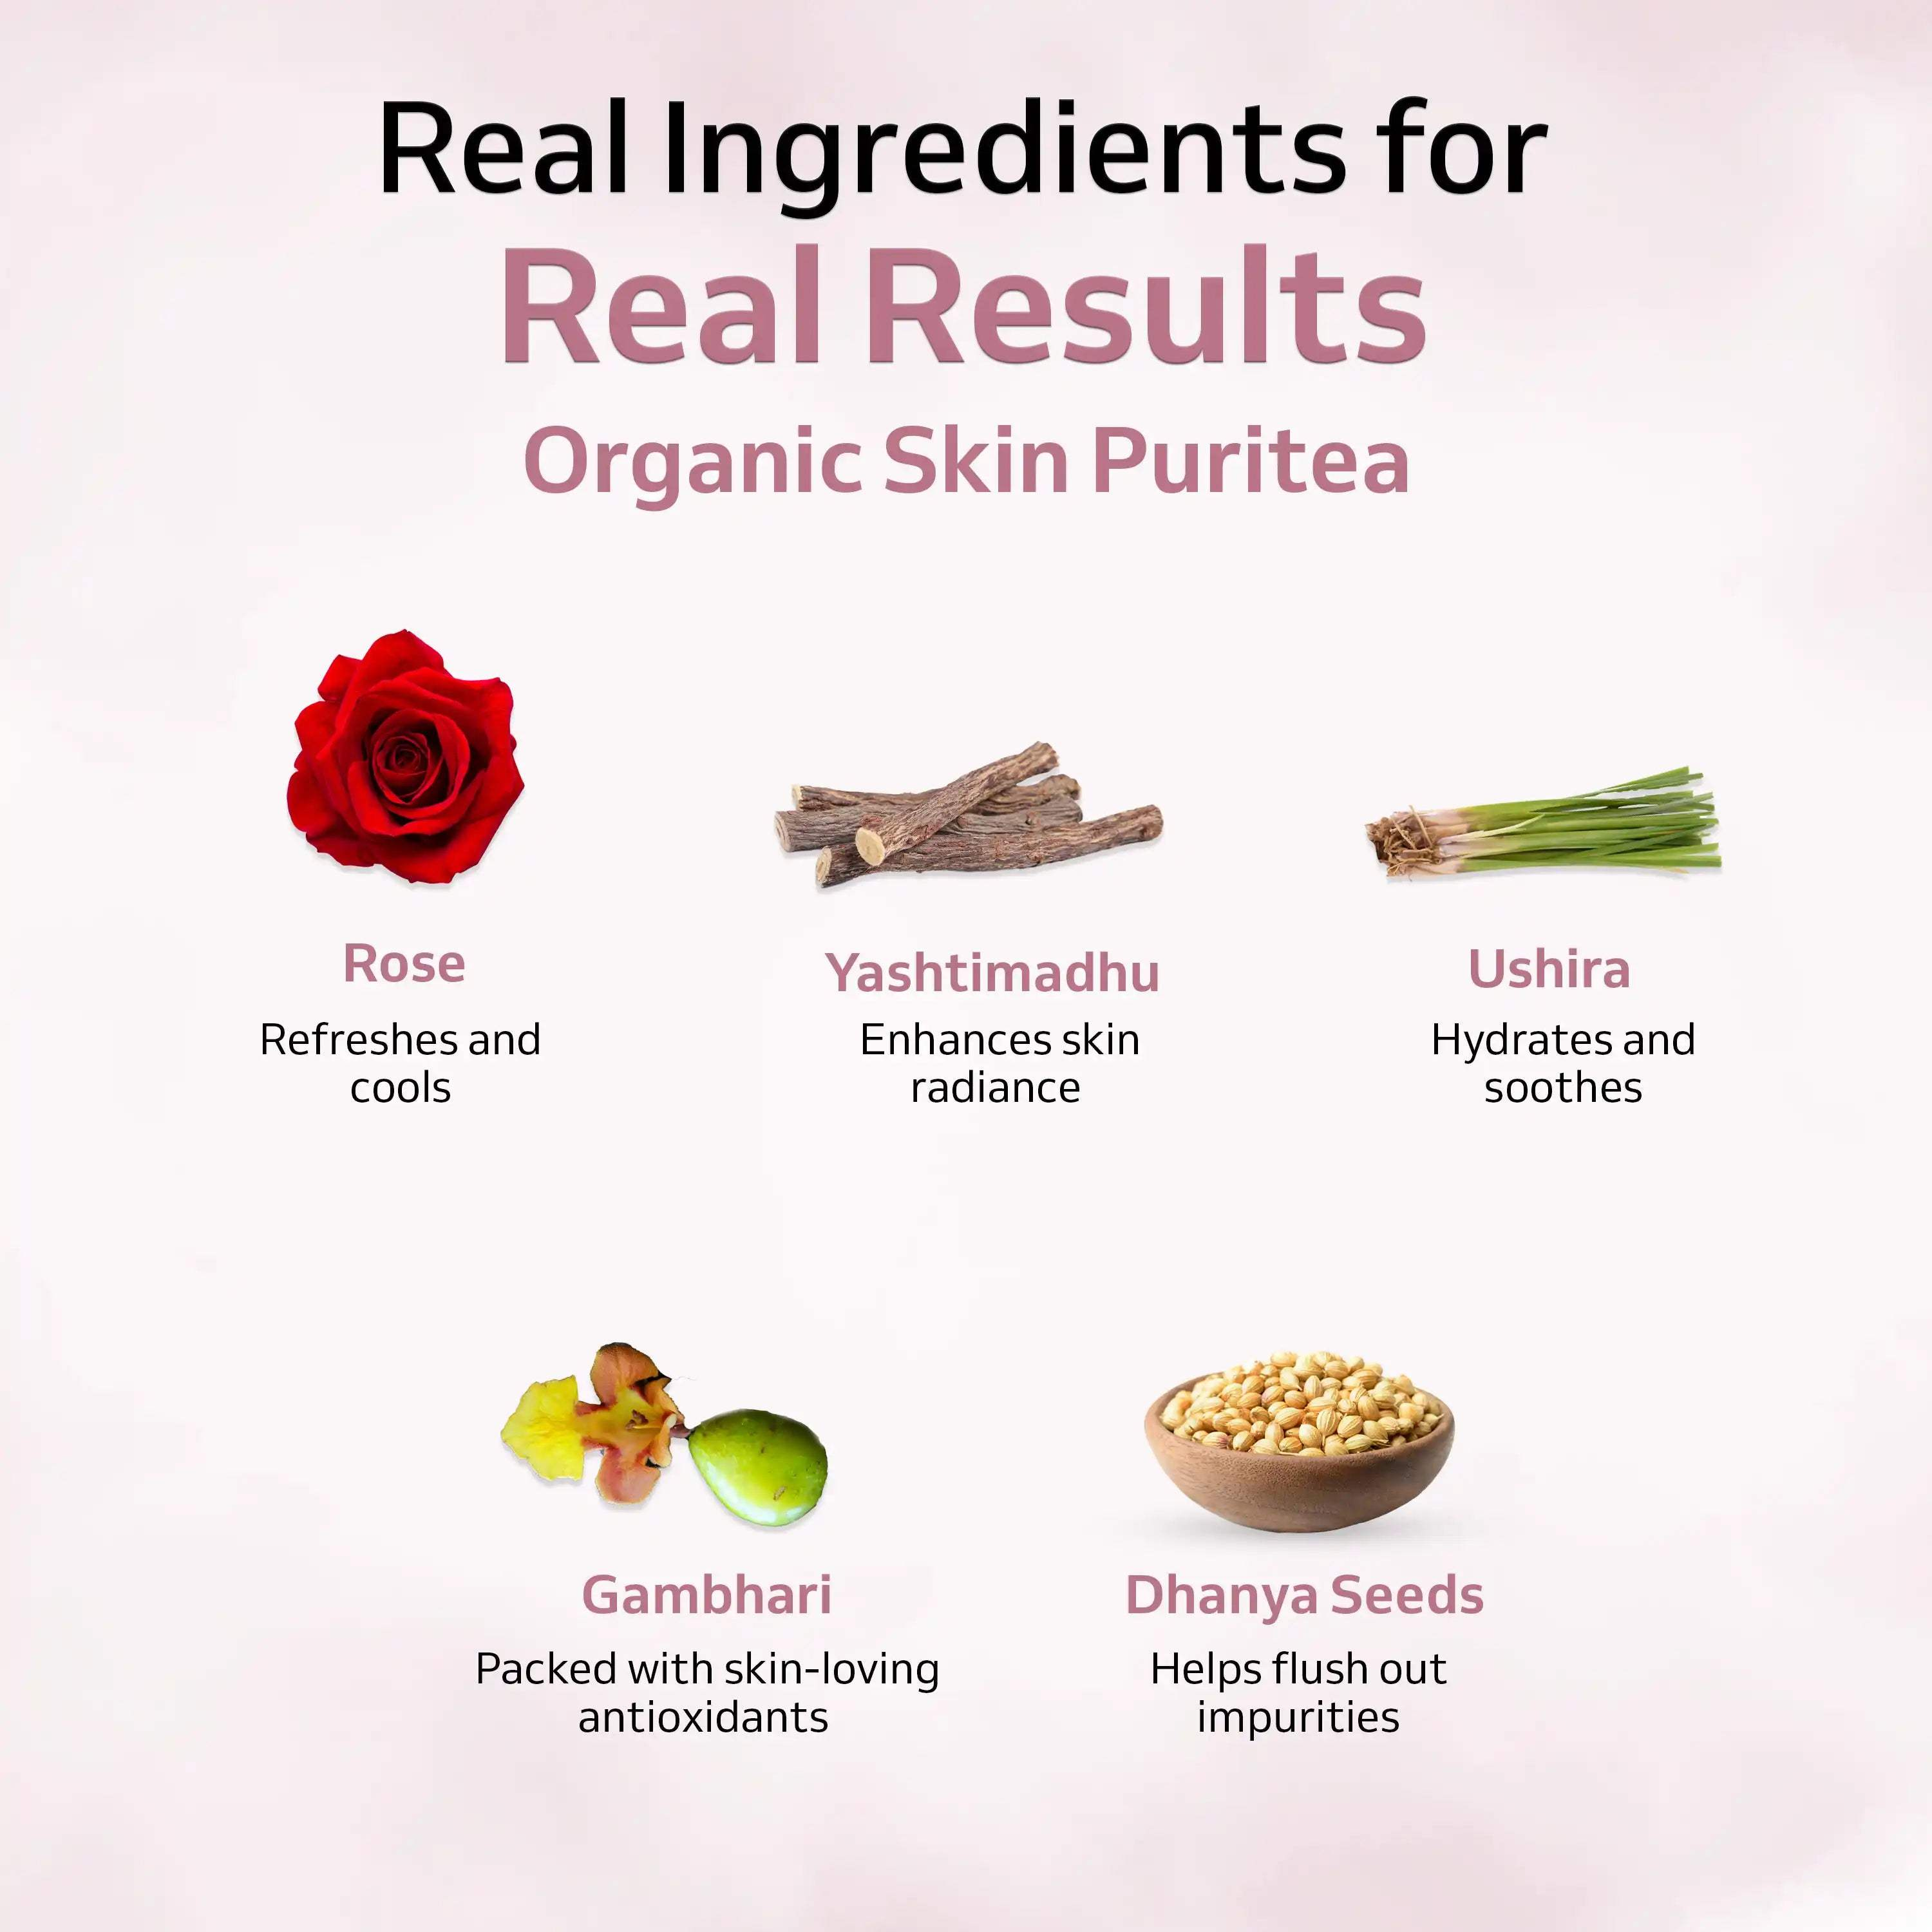 Real Ingredients for
Real Results
Organic Skin Puritea
Rose
Refreshes and
cools
Yashtimadhu
Enhances skin
radiance
Ushira
Hydrates and
soothes
Gambhari
Packed with skin-loving
antioxidants
Dhanya Seeds
Helps flush out
impurities